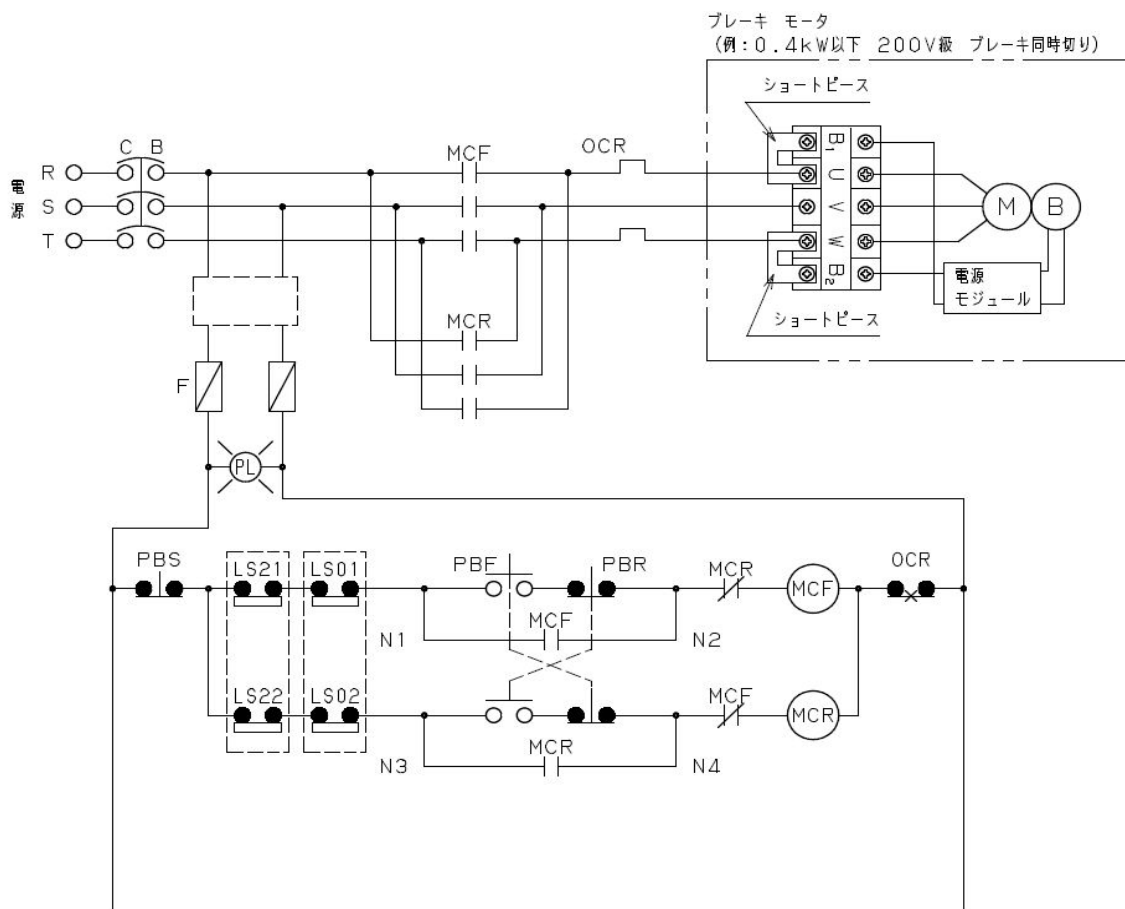 ブレーキ モータ
(例:0.4kW以下 200V級 ブレーキ同時切り)
ショートピース
電源
R
S
T
C B
MCF
OCR
B1
U
V
W
B2
M
B
電源
モジュール
ショートピース
MCR
F
PL
PBS
LS21
LS01
PBF
PBR
MCR
MCF
OCR
N1
MCF
N2
LS22
LS02
MCF
MCR
N3
MCR
N4